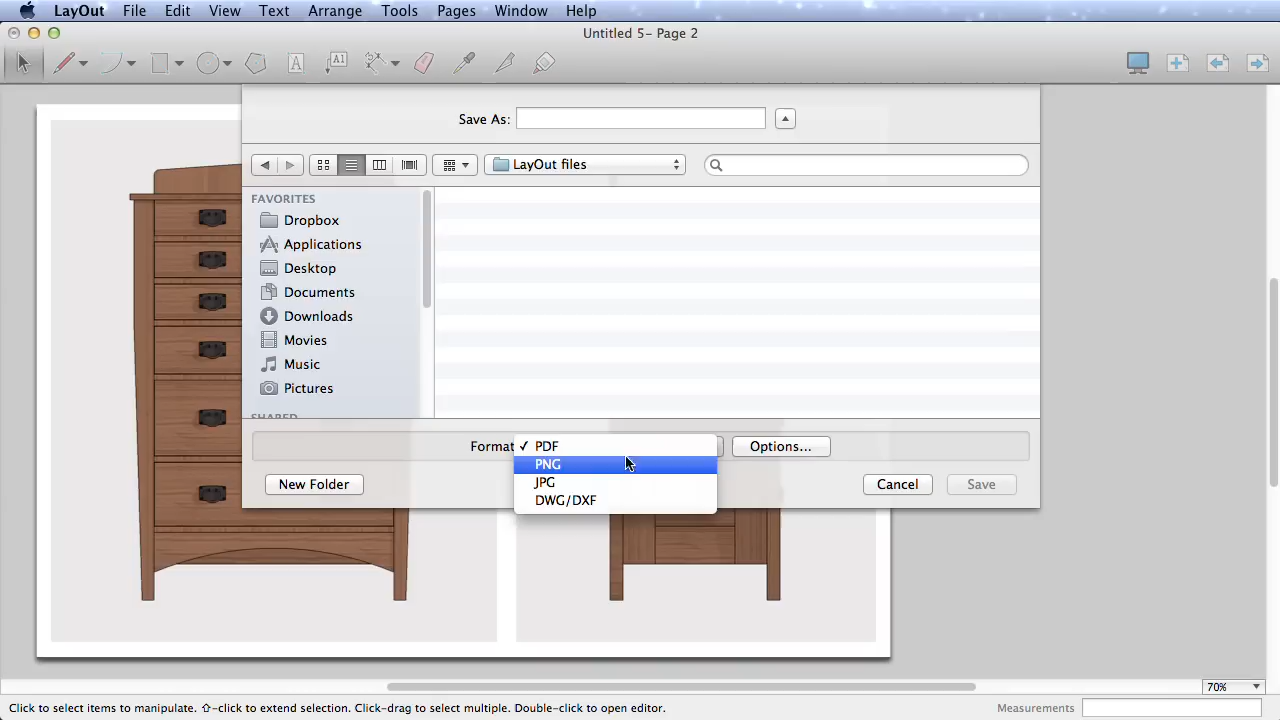 LayOut File Edit View Text Arrange Tools Pages Window Help
Untitled 5– Page 2
A A1
Save As:
LayOut files
FAVORITES
Dropbox
Applications
Desktop
Documents
Downloads
Movies
Music
Pictures
SHARED
Format ✓ PDF Options...
PNG
JPG
DWG/DXF
New Folder Cancel Save
70%
Click to select items to manipulate. ⇧-click to extend selection. Click-drag to select multiple. Double-click to open editor. Measurements